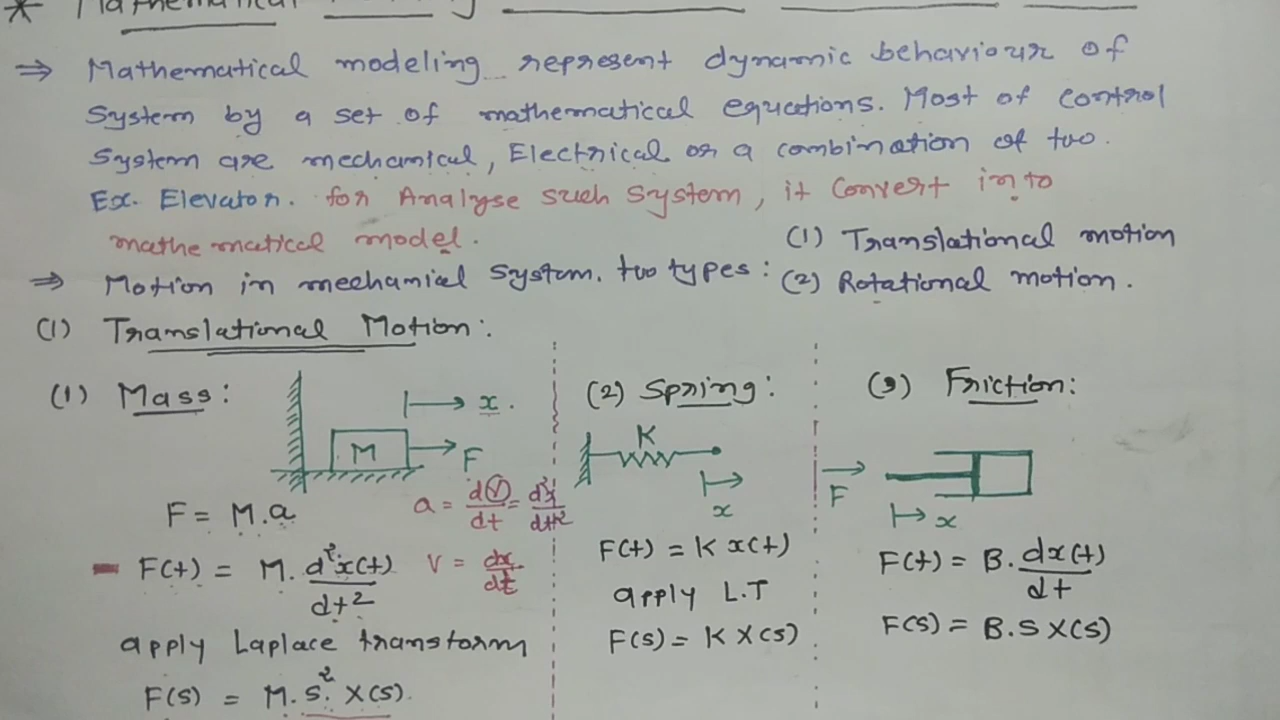 * Mathematical
⇒ Mathematical modeling represent dynamic behaviour of
System by a set of mathematical equations. Most of control
System are mechanical, Electrical or a combination of two.
Ex. Elevator. for Analyse such System, it convert in to
mathematical model.
⇒ Motion in mechanical System. two types: (1) Translational motion
(2) Rotational motion.
(1) Translational Motion:
(1) Mass:
x.
M
F
F = M.a
a = dv/dt = d²x/dt²
F(t) = M. d²x(t)/dt²
v = dx/dt
apply Laplace transform
F(s) = M.s². X(s).
(2) Spring:
K
x
F(t) = K x(t)
apply L.T
F(s) = K X(s)
(3) Friction:
F
x
F(t) = B. dx(t)/dt
F(s) = B.S X(s)